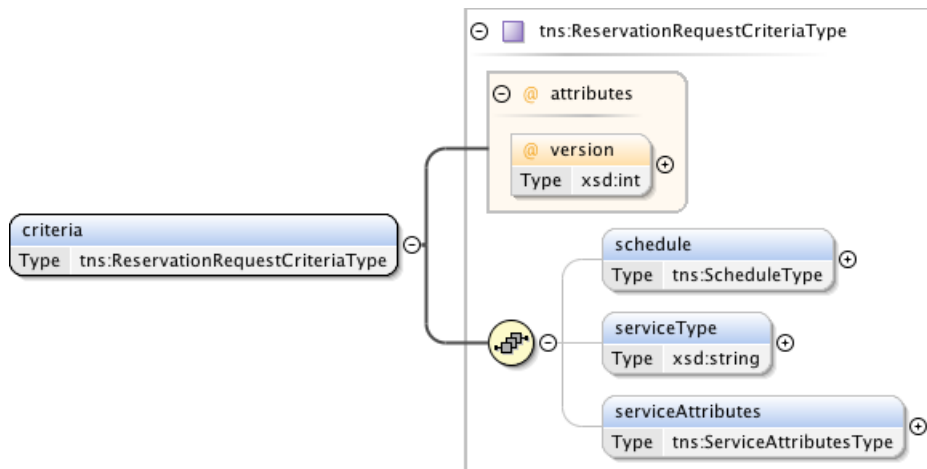 tns:ReservationRequestCriteriaType
@ attributes
@ version
Type xsd:int
criteria
Type tns:ReservationRequestCriteriaType
schedule
Type tns:ScheduleType
serviceType
Type xsd:string
serviceAttributes
Type tns:ServiceAttributesType